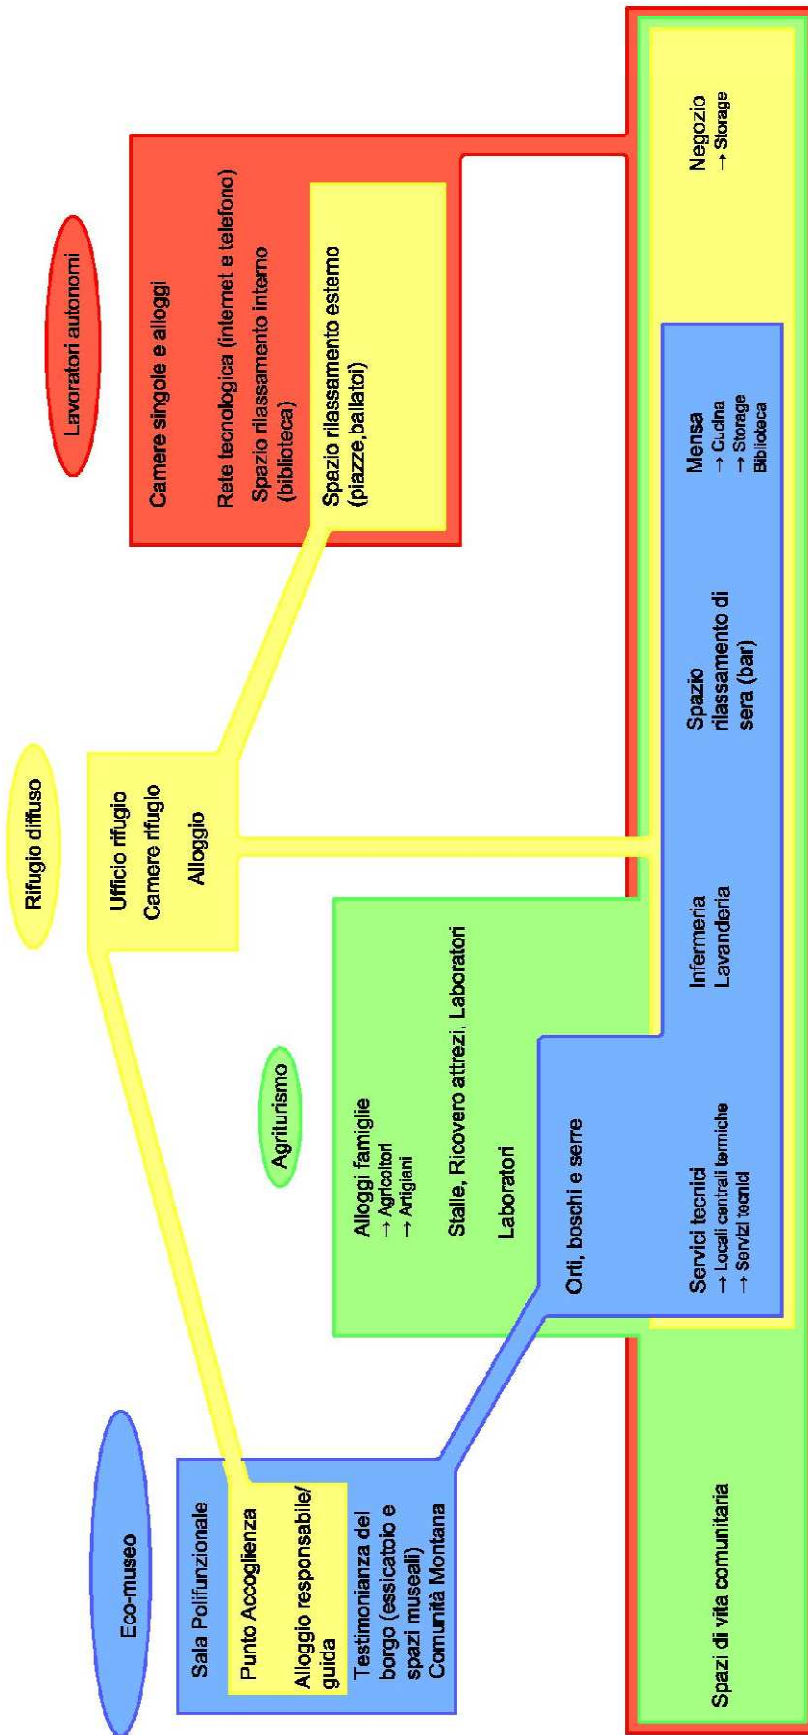 Eco-museo
Sala Polifunzionale
Punto Accoglienza
Alloggio responsabile/
guida
Testimonianza del
borgo (essicatoio e
spazi museali)
Comunità Montana
Agriturismo
Alloggi famiglie
→ Agricoltori
→ Artigiani
Stalle, Ricovero attrezi, Laboratori
Laboratori
Orti, boschi e serre
Rifugio diffuso
Ufficio rifugio
Camere rifugio
Alloggio
Lavoratori autonomi
Camere singole e alloggi
Rete tecnologica (internet e telefono)
Spazio rilassamento interno
(biblioteca)
Spazio rilassamento esterno
(piazze,ballatoi)
Spazi di vita comunitaria
Servici tecnici
→ Locali centrali termiche
→ Servizi tecnici
Infermeria
Lavanderia
Spazio
rilassamento di
sera (bar)
Mensa
→ Cucina
→ Storage
Biblioteca
Negozio
→ Storage